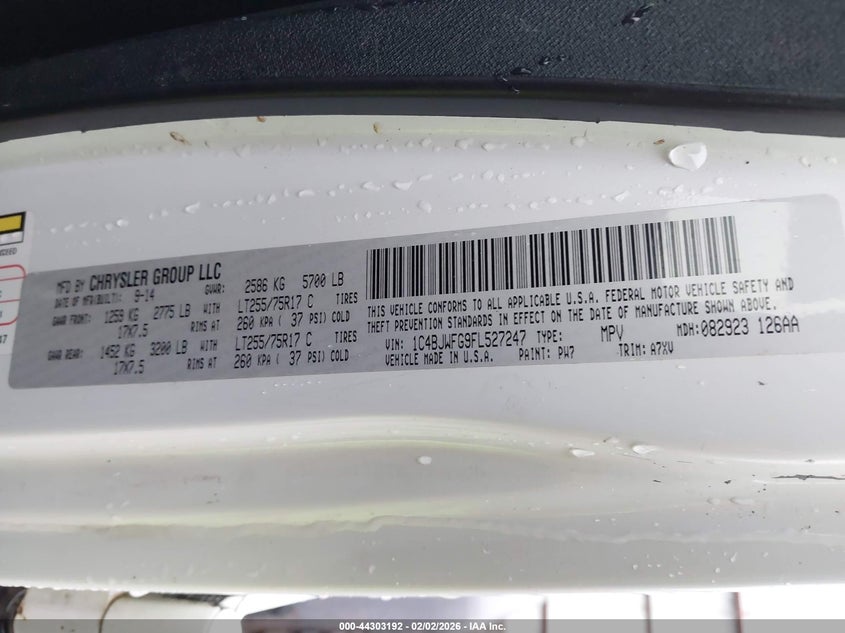 MFD BY CHRYSLER GROUP LLC
DATE OF MFR(BUILT): 9-14 GVWR: 2586 KG 5700 LB
GAWR FRONT: 1259 KG 2775 LB WITH LT255/75R17 C TIRES
17X7.5 RIMS AT 260 KPA ( 37 PSI) COLD
GAWR REAR: 1452 KG 3200 LB WITH LT255/75R17 C TIRES
17X7.5 RIMS AT 260 KPA ( 37 PSI) COLD
THIS VEHICLE CONFORMS TO ALL APPLICABLE U.S.A. FEDERAL MOTOR VEHICLE SAFETY AND
THEFT PREVENTION STANDARDS IN EFFECT ON THE DATE OF MANUFACTURE SHOWN ABOVE.
VIN: 1C4BJWFG9FL527247 TYPE: MPV MDH: 082923 126AA
VEHICLE MADE IN U.S.A. PAINT: PW7 TRIM: A7XV
000-44303192 - 02/02/2026 - IAA Inc.